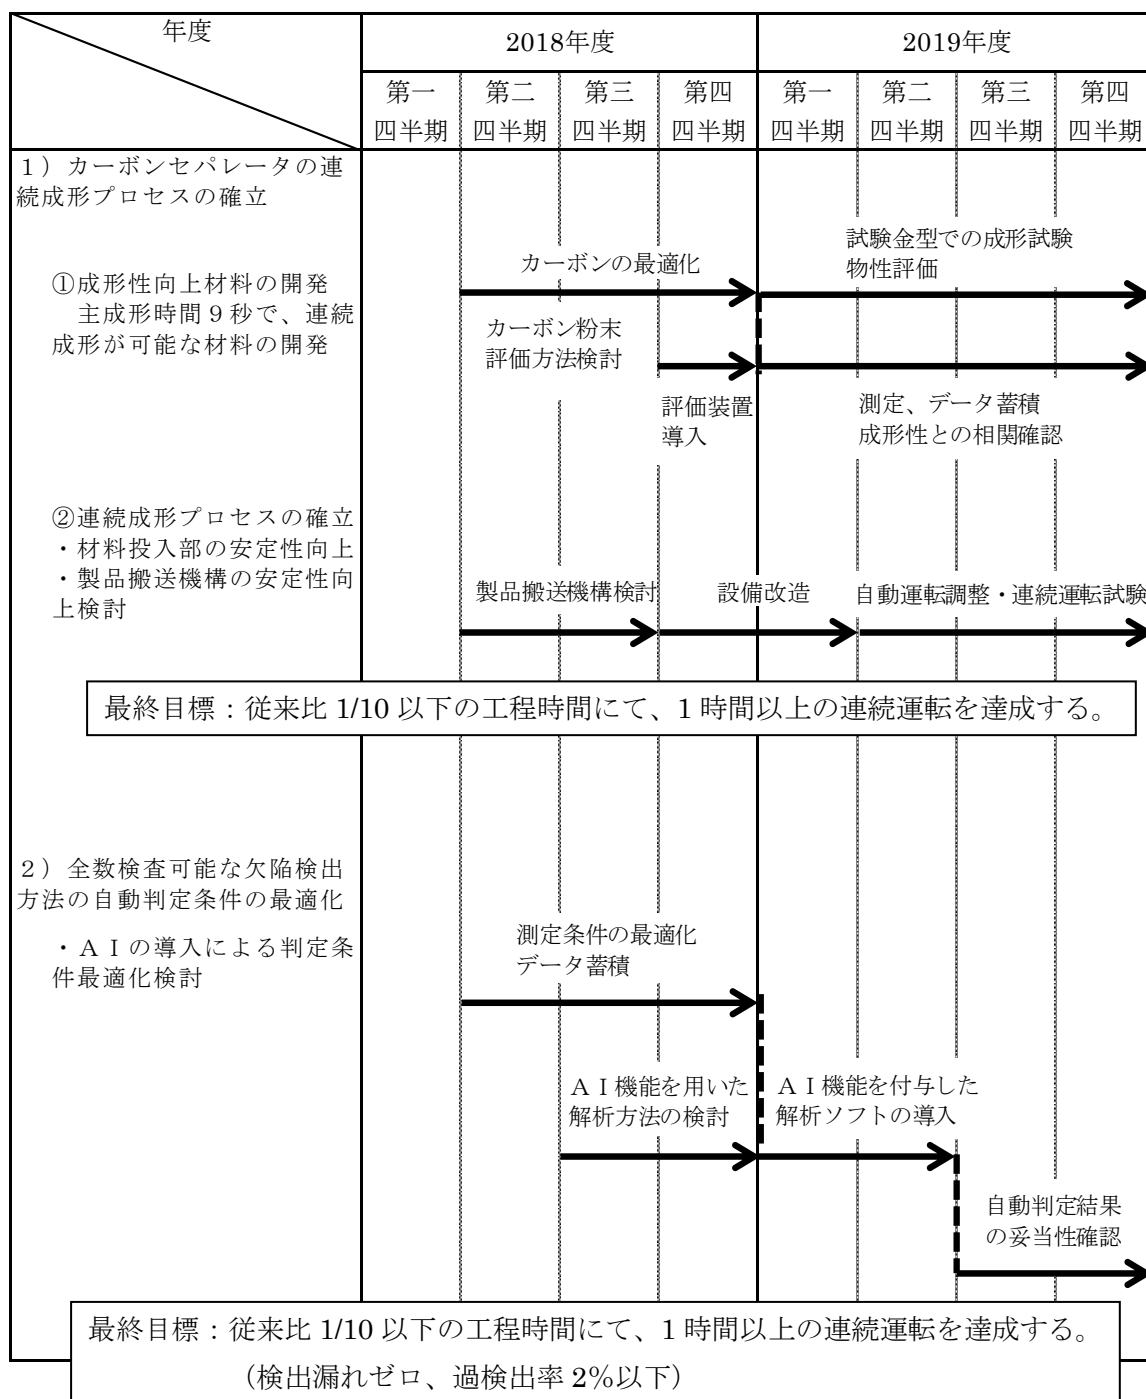 年度
2018年度
2019年度
第一
四半期
第二
四半期
第三
四半期
第四
四半期
第一
四半期
第二
四半期
第三
四半期
第四
四半期
1）カーボンセパレータの連
続成形プロセスの確立
①成形性向上材料の開発
主成形時間９秒で、連続
成形が可能な材料の開発
カーボンの最適化
試験金型での成形試験
物性評価
カーボン粉末
評価方法検討
評価装置
導入
測定、データ蓄積
成形性との相関確認
②連続成形プロセスの確立
・材料投入部の安定性向上
・製品搬送機構の安定性向
上検討
製品搬送機構検討
設備改造
自動運転調整・連続運転試験
最終目標：従来比 1/10 以下の工程時間にて、1 時間以上の連続運転を達成する。
２）全数検査可能な欠陥検出
方法の自動判定条件の最適化
・ＡＩの導入による判定条
件最適化検討
測定条件の最適化
データ蓄積
ＡＩ機能を用いた
解析方法の検討
ＡＩ機能を付与した
解析ソフトの導入
自動判定結果
の妥当性確認
最終目標：従来比 1/10 以下の工程時間にて、1 時間以上の連続運転を達成する。
（検出漏れゼロ、過検出率 2％以下）